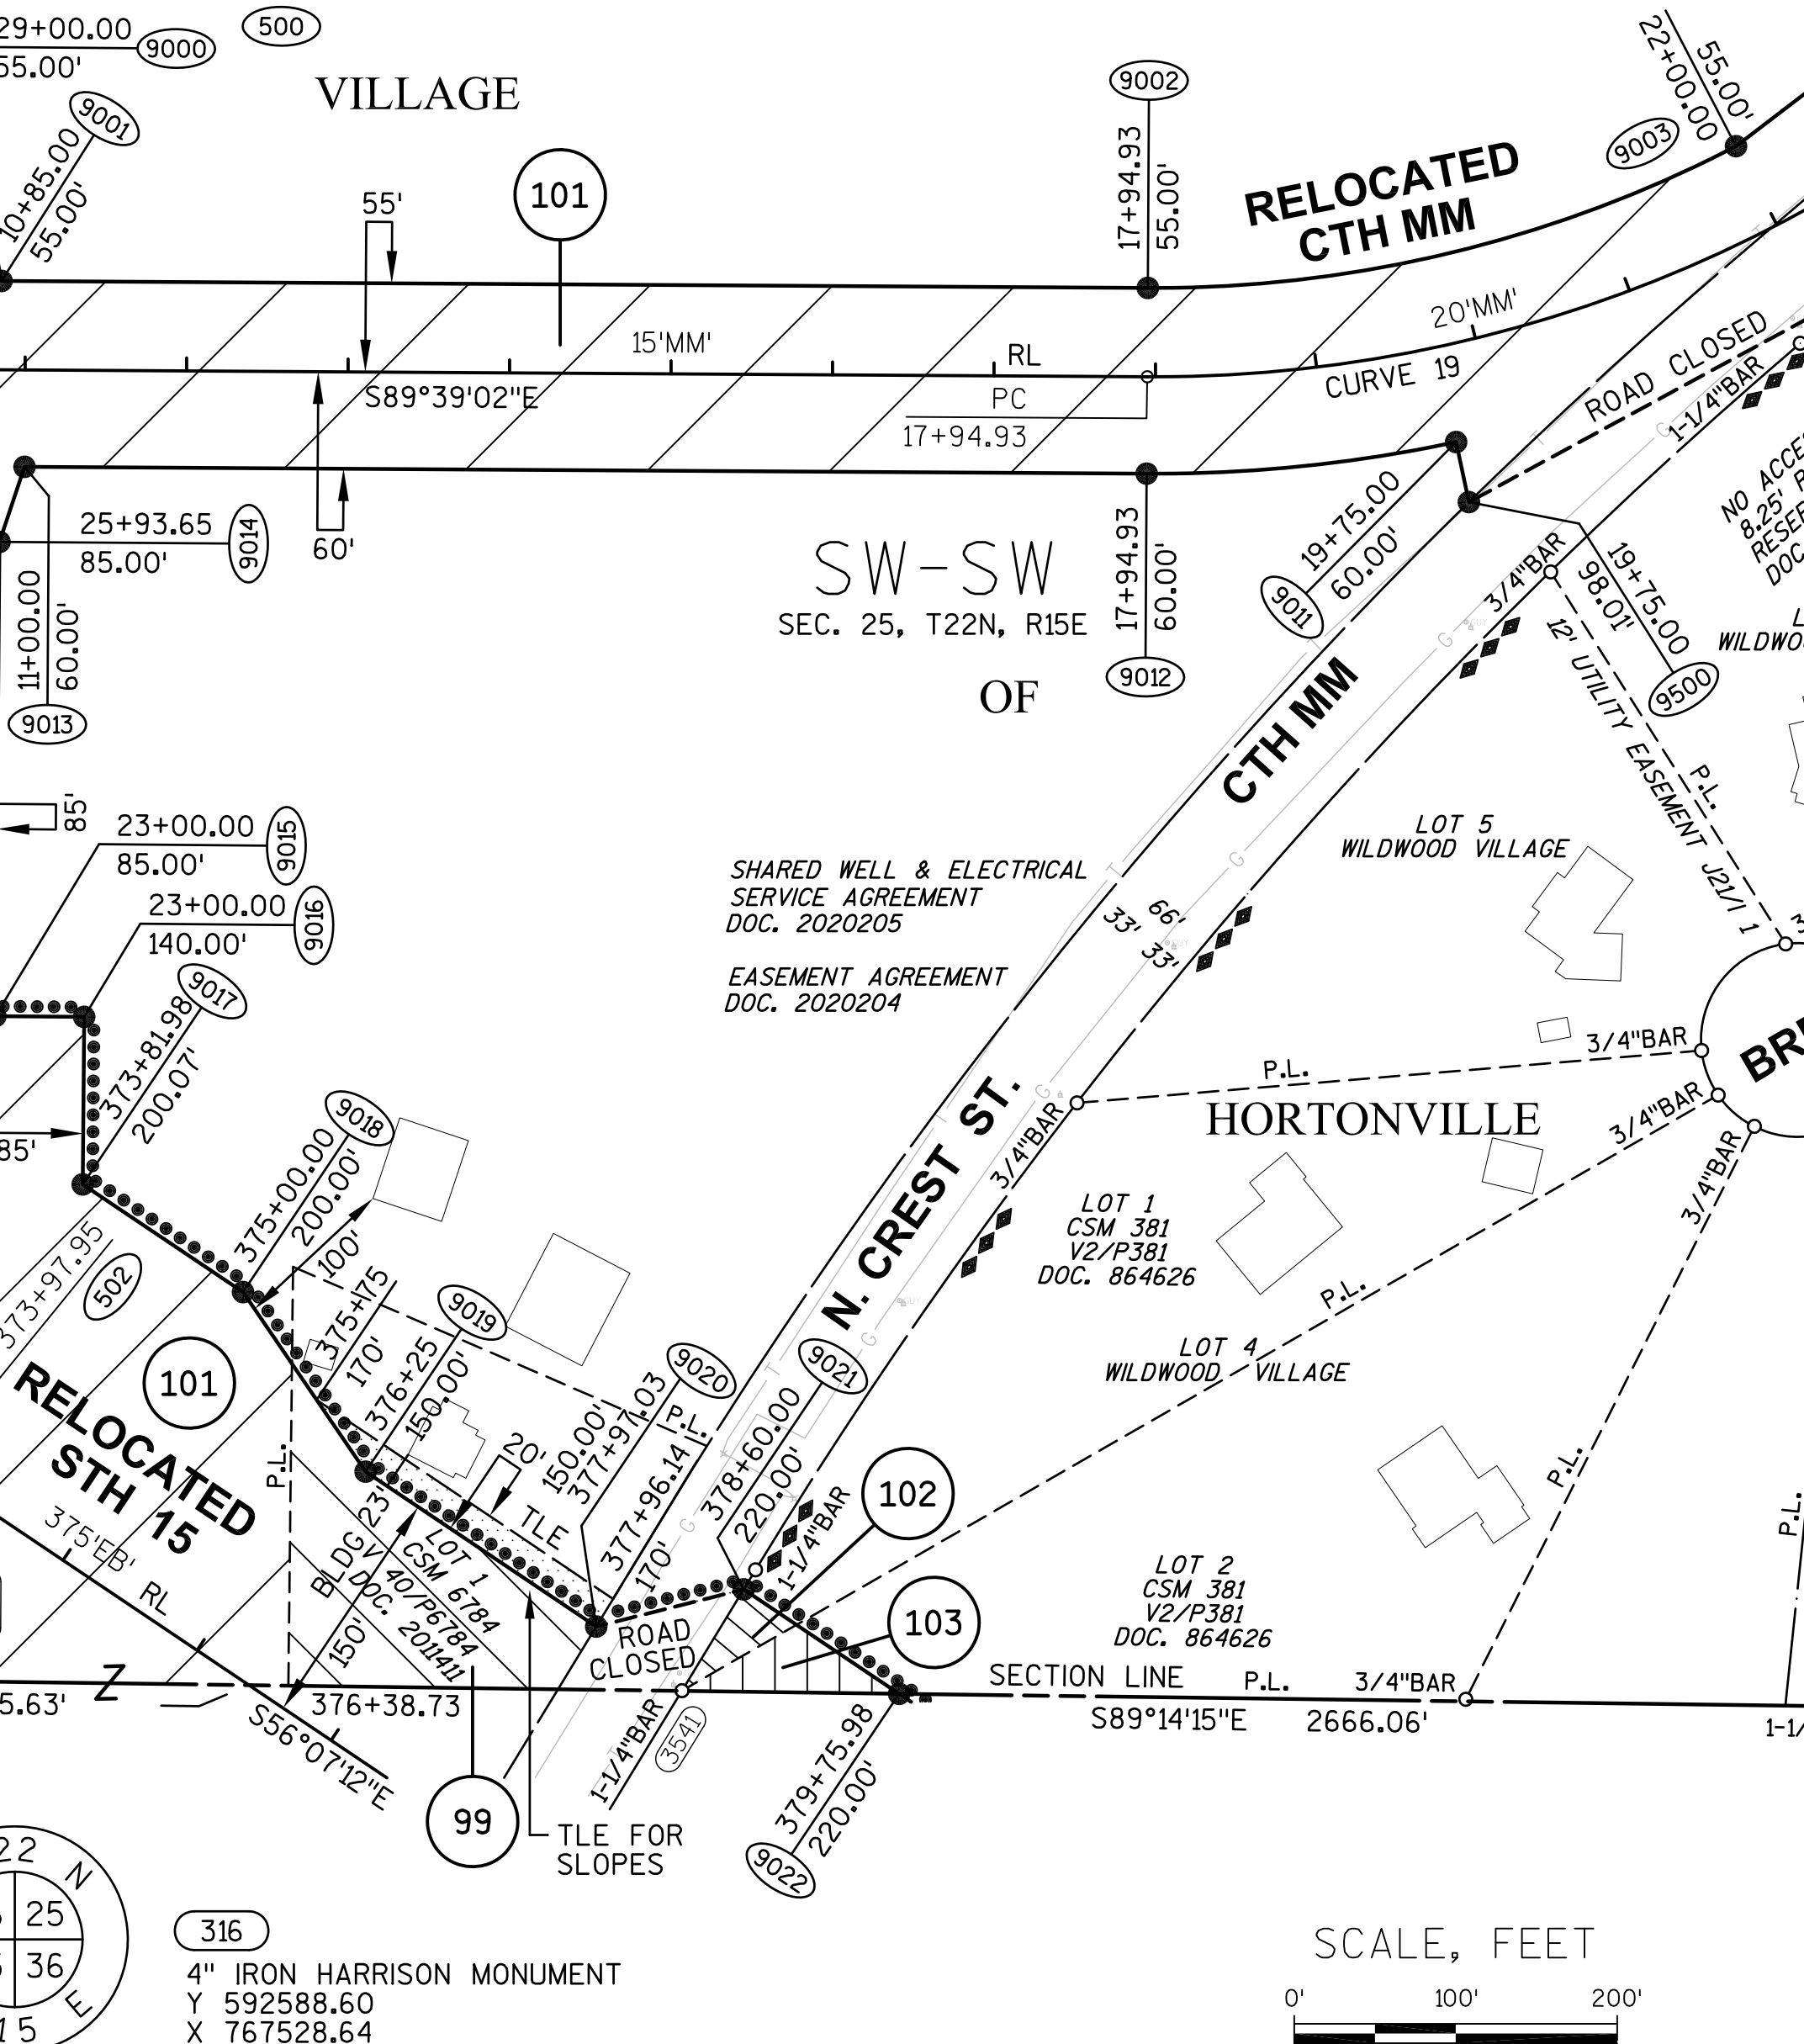 29+00.00
55.00'
9000
500
VILLAGE
9001
10+85.00
55.00'
55'
101
9002
17+94.93
55.00'
RELOCATED
CTH MM
9003
22+00.00
55.00'
15'MM'
RL
20'MM'
S89°39'02"E
PC
17+94.93
CURVE 19
ROAD CLOSED
1-1/4"BAR
60'
25+93.65
85.00'
9014
11+00.00
60.00'
9013
SW-SW
SEC. 25, T22N, R15E
17+94.93
60.00'
9012
OF
19+75.00
60.00'
9011
3/4"BAR
19+75.00
98.01'
9500
NO ACCE
8.25' R
RESE
DOC
WILDWO
12' UTILITY EASEMENT J21/I 1
P.L.
CTH MM
85'
23+00.00
85.00'
9015
23+00.00
140.00'
9016
9017
373+81.98
200.07'
SHARED WELL & ELECTRICAL
SERVICE AGREEMENT
DOC. 2020205
EASEMENT AGREEMENT
DOC. 2020204
LOT 5
WILDWOOD VILLAGE
66'
33' 33'
GUY
85'
9018
375+00.00
200.00'
100'
P.L.
3/4"BAR
BR
HORTONVILLE
3/4"BAR
3/4"BAR
3/4"BAR
N. CREST ST.
LOT 1
CSM 381
V2/P381
DOC. 864626
P.L.
LOT 4
WILDWOOD VILLAGE
373+97.95
502
101
RELOCATED
STH 15
375+75
170'
9019
376+25
150.00'
9020
377+97.03
150.00'
P.L.
9021
378+60.00
220.00'
377+96.14
170'
20'
TLE
P.L.
BLDG 23'
LOT 1
CSM 6784
V 40/P6784
DOC. 2011411
150'
375'EB'
RL
102
1-1/4"BAR
103
ROAD
CLOSED
LOT 2
CSM 381
V2/P381
DOC. 864626
P.L.
P.L.
SECTION LINE
P.L.
3/4"BAR
5.63'
376+38.73
S56°07'12"E
S89°14'15"E
2666.06'
1-1/
1-1/4"BAR
3541
379+75.98
220.00'
9022
99
TLE FOR
SLOPES
22 N
25
36
15 E
316
4" IRON HARRISON MONUMENT
Y 592588.60
X 767528.64
SCALE, FEET
0' 100' 200'